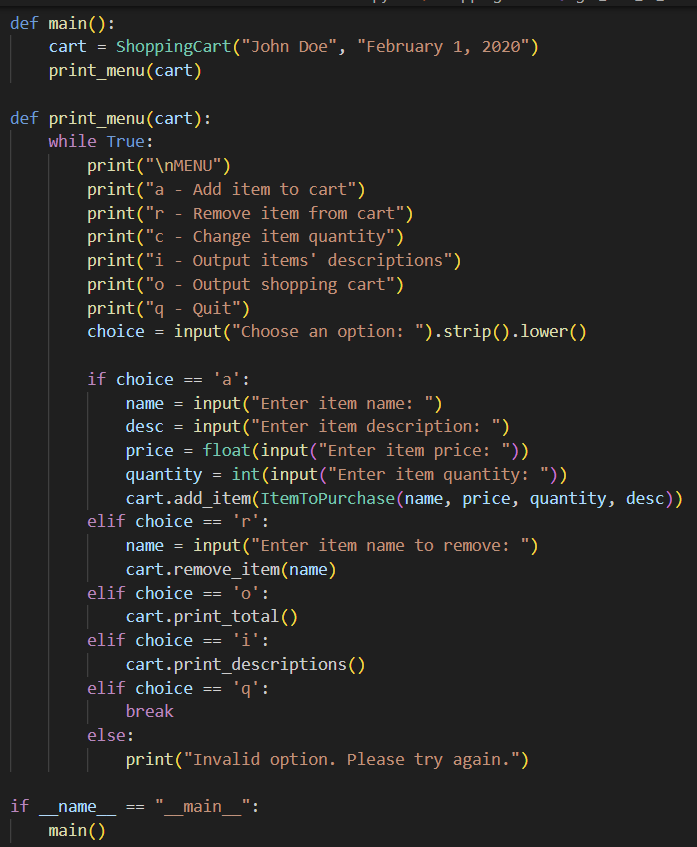 def main():
    cart = ShoppingCart("John Doe", "February 1, 2020")
    print_menu(cart)

def print_menu(cart):
    while True:
        print("\nMENU")
        print("a - Add item to cart")
        print("r - Remove item from cart")
        print("c - Change item quantity")
        print("i - Output items' descriptions")
        print("o - Output shopping cart")
        print("q - Quit")
        choice = input("Choose an option: ").strip().lower()

        if choice == 'a':
            name = input("Enter item name: ")
            desc = input("Enter item description: ")
            price = float(input("Enter item price: "))
            quantity = int(input("Enter item quantity: "))
            cart.add_item(ItemToPurchase(name, price, quantity, desc))
        elif choice == 'r':
            name = input("Enter item name to remove: ")
            cart.remove_item(name)
        elif choice == 'o':
            cart.print_total()
        elif choice == 'i':
            cart.print_descriptions()
        elif choice == 'q':
            break
        else:
            print("Invalid option. Please try again.")

if __name__ == "__main__":
    main()